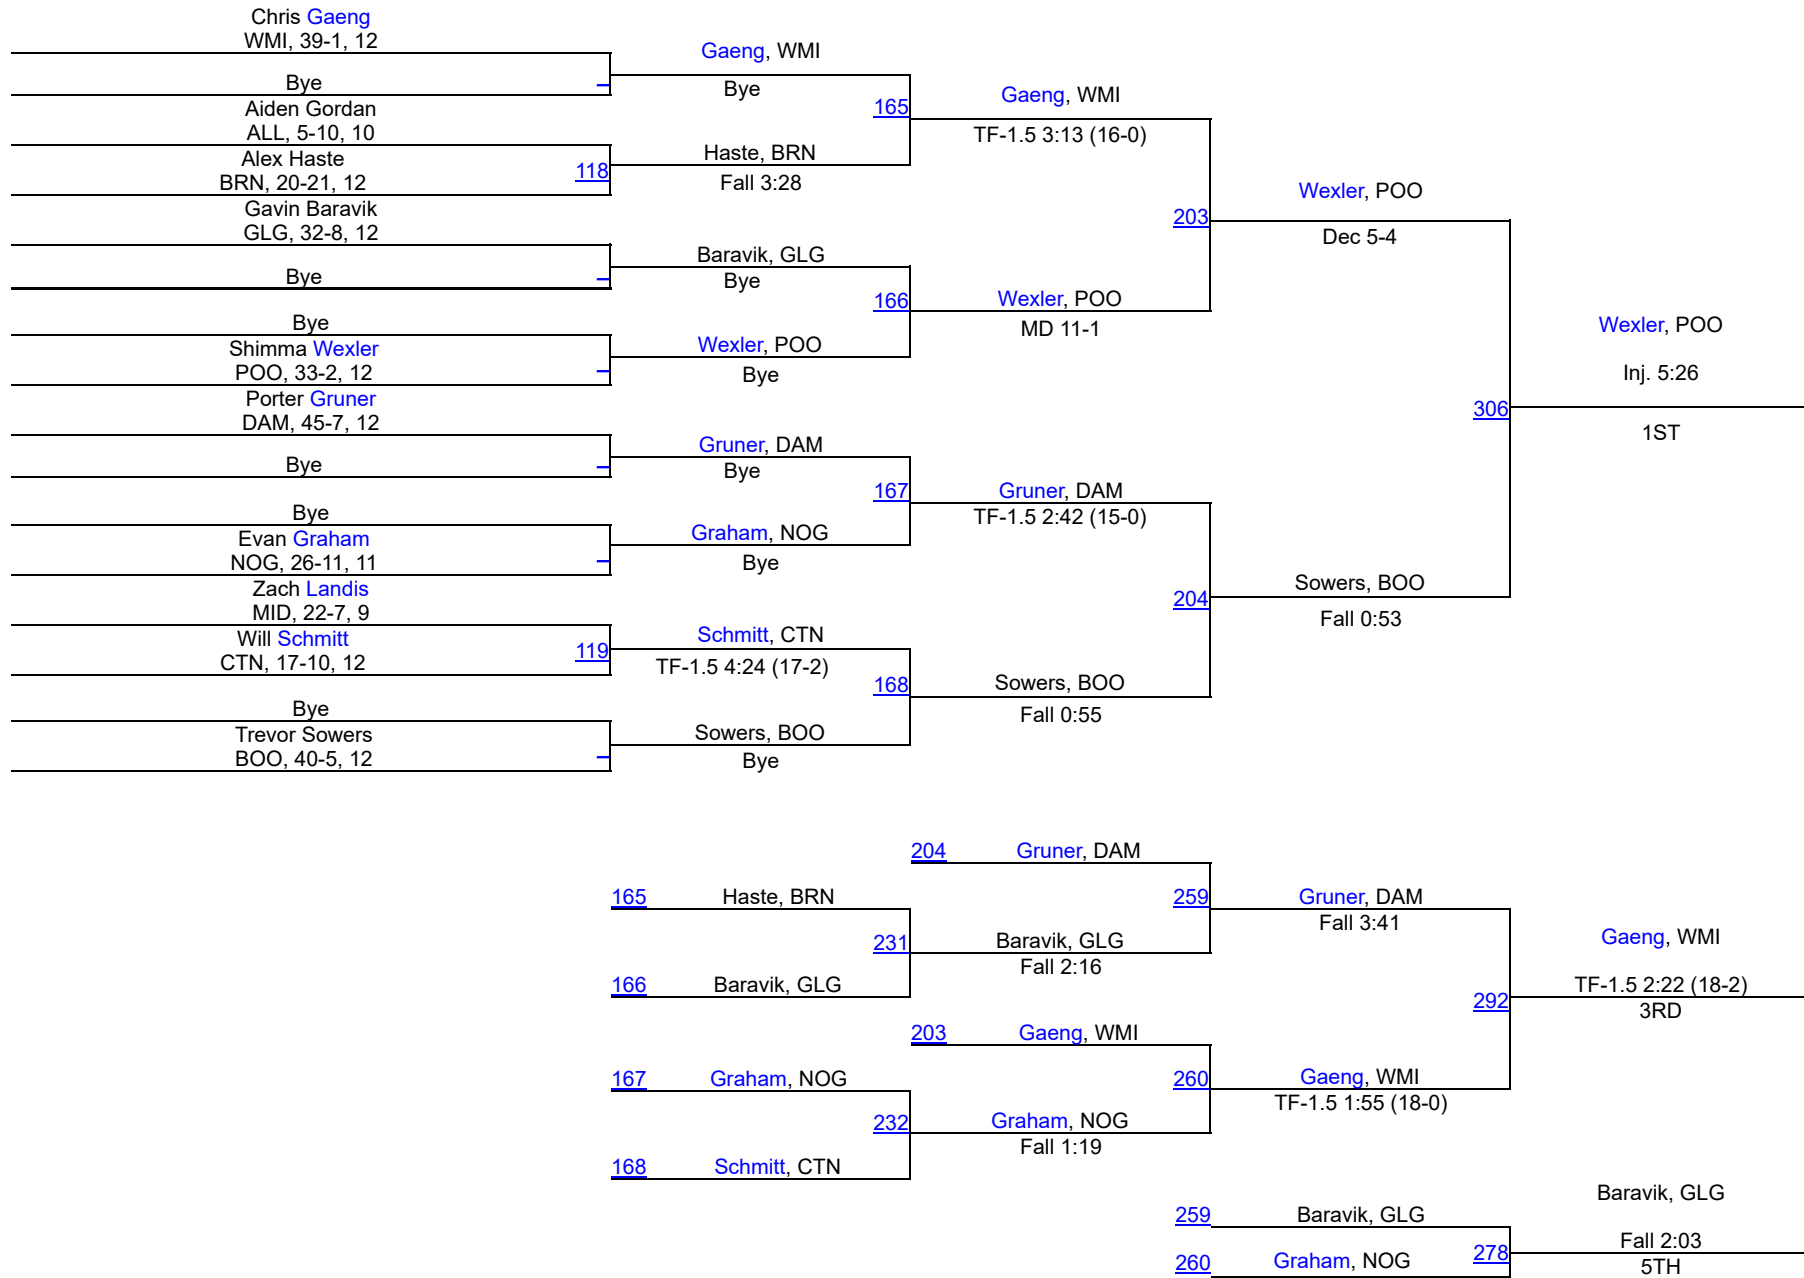 Chris Gaeng
WMI, 39-1, 12
Bye
Aiden Gordan
ALL, 5-10, 10
Alex Haste
BRN, 20-21, 12
118
Gavin Baravik
GLG, 32-8, 12
Bye
Bye
Shimma Wexler
POO, 33-2, 12
Porter Gruner
DAM, 45-7, 12
Bye
Bye
Evan Graham
NOG, 26-11, 11
Zach Landis
MID, 22-7, 9
Will Schmitt
CTN, 17-10, 12
119
Bye
Trevor Sowers
BOO, 40-5, 12
Gaeng, WMI
Bye
165
Haste, BRN
Fall 3:28
Baravik, GLG
Bye
166
Wexler, POO
Bye
Gruner, DAM
Bye
167
Graham, NOG
Bye
Schmitt, CTN
TF-1.5 4:24 (17-2)
168
Sowers, BOO
Bye
Gaeng, WMI
TF-1.5 3:13 (16-0)
203
Wexler, POO
MD 11-1
Gruner, DAM
TF-1.5 2:42 (15-0)
204
Sowers, BOO
Fall 0:55
Wexler, POO
Dec 5-4
306
Sowers, BOO
Fall 0:53
Wexler, POO
Inj. 5:26
1ST
204 Gruner, DAM
165 Haste, BRN
259
231
Baravik, GLG
Fall 2:16
166 Baravik, GLG
203 Gaeng, WMI
167 Graham, NOG
260
232
Graham, NOG
Fall 1:19
168 Schmitt, CTN
Gruner, DAM
Fall 3:41
292
Gaeng, WMI
TF-1.5 1:55 (18-0)
Gaeng, WMI
TF-1.5 2:22 (18-2)
3RD
259 Baravik, GLG
260 Graham, NOG
278
Baravik, GLG
Fall 2:03
5TH